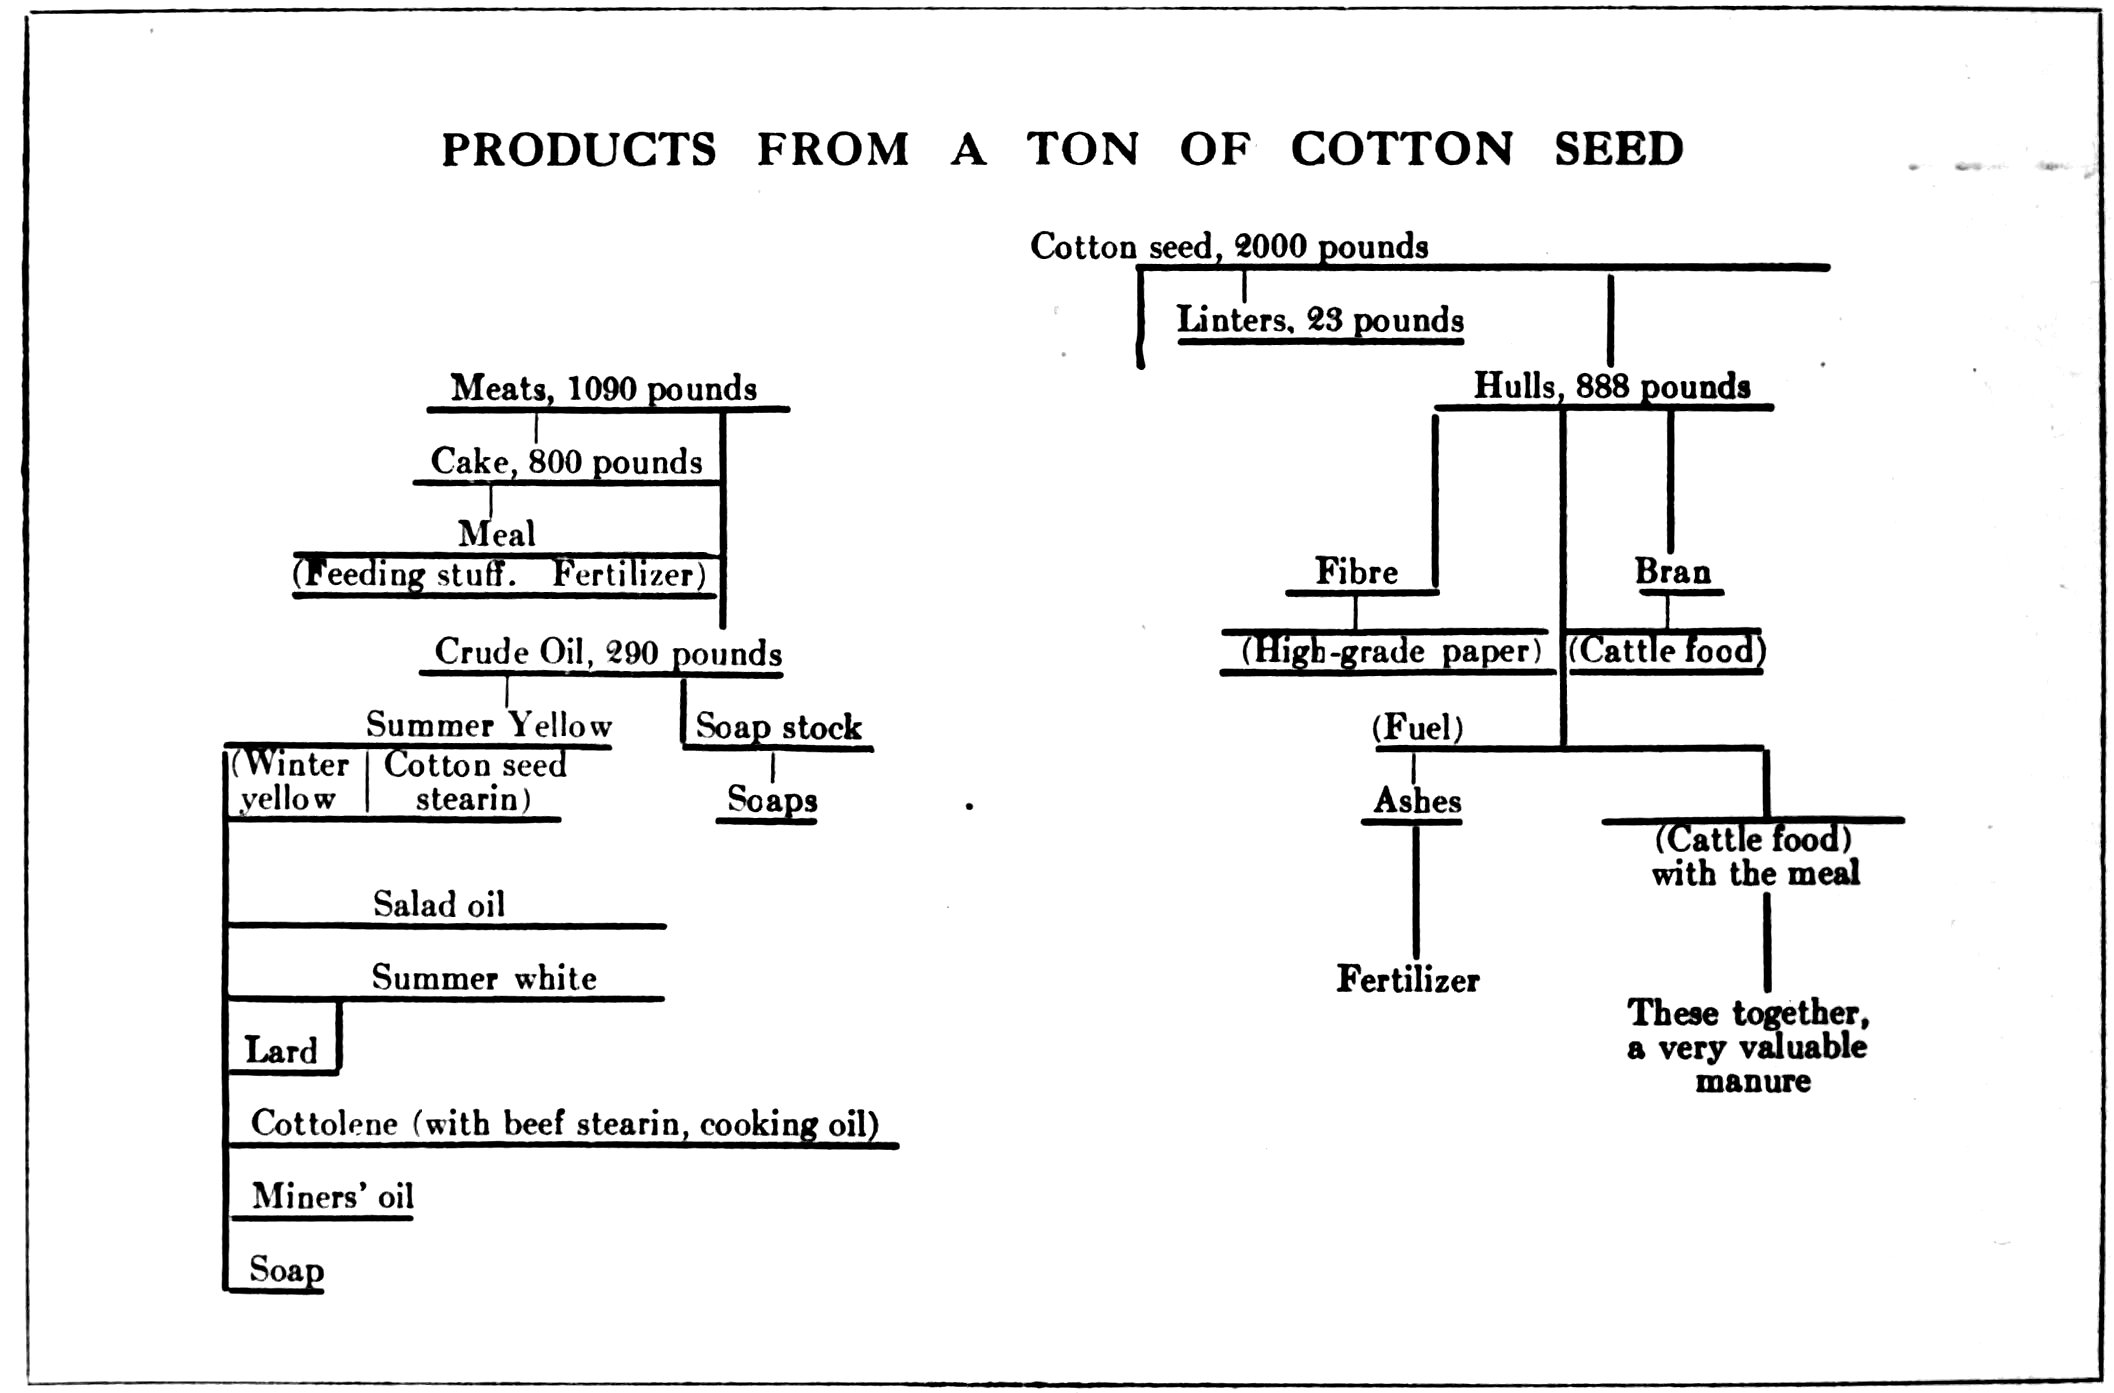 PRODUCTS FROM A TON OF COTTON SEED
Cotton seed, 2000 pounds
Linters, 23 pounds
Meats, 1090 pounds
Hulls, 888 pounds
Cake, 800 pounds
Meal
(Feeding stuff. Fertilizer)
Fibre
Bran
(High-grade paper)
(Cattle food)
Crude Oil, 290 pounds
Summer Yellow
Soap stock
(Fuel)
(Winter
yellow
Cotton seed
stearin)
Soaps
Ashes
(Cattle food)
with the meal
Salad oil
Summer white
Fertilizer
Lard
These together,
a very valuable
manure
Cottolene (with beef stearin, cooking oil)
Miners' oil
Soap